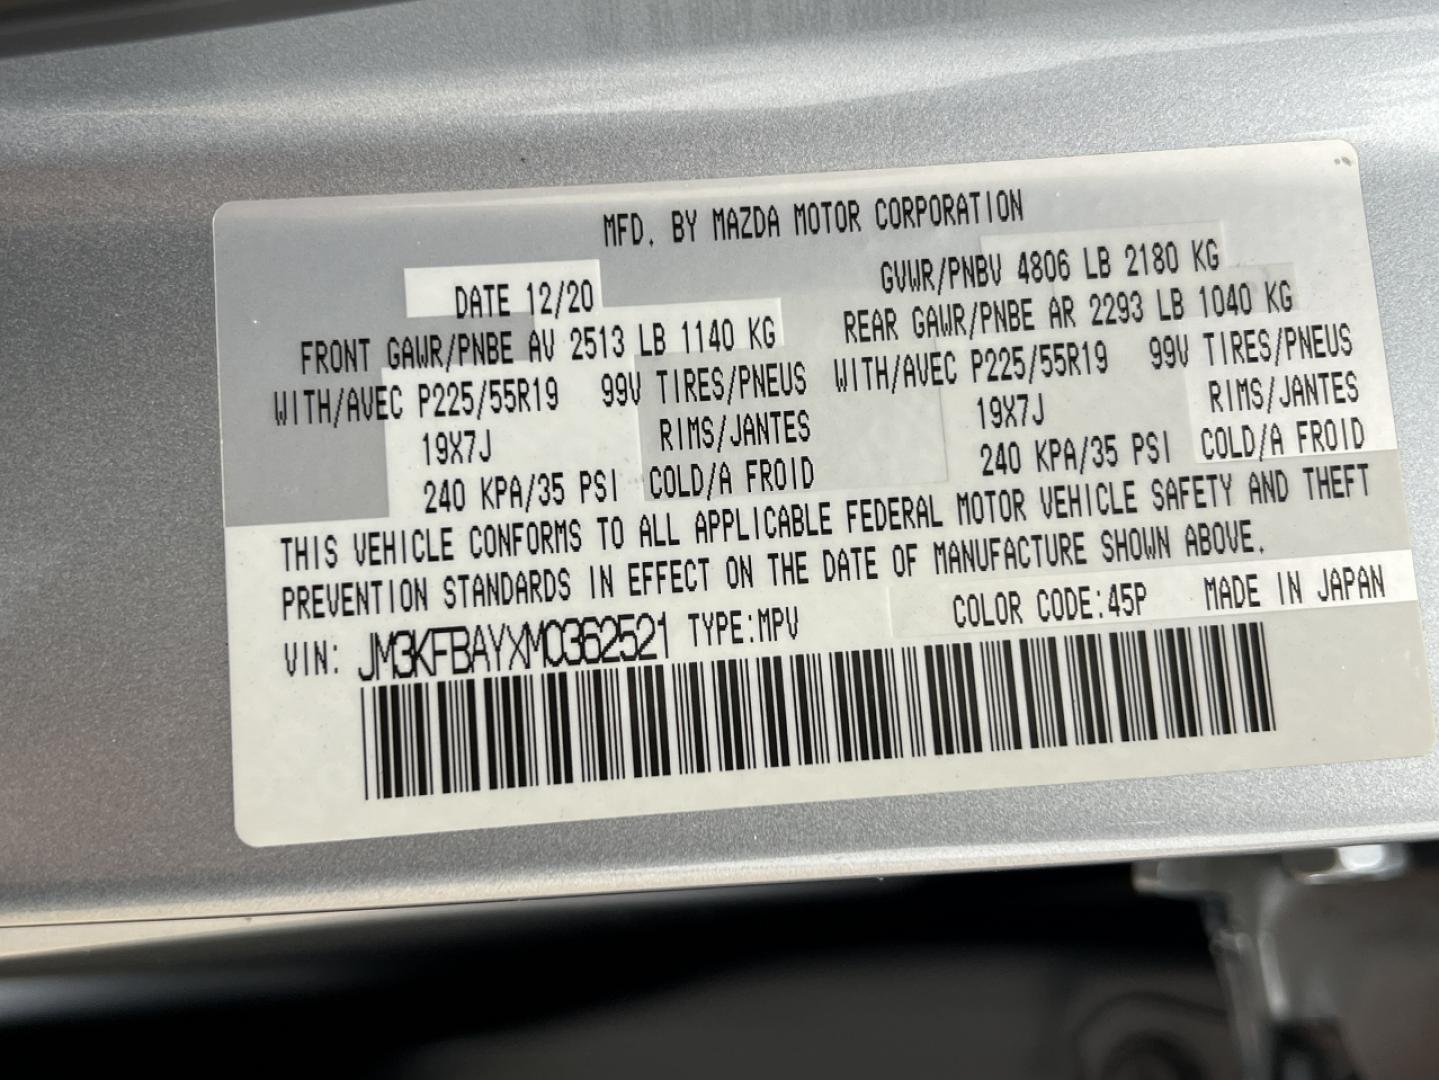 MFD. BY MAZDA MOTOR CORPORATION
DATE 12/20 GVWR/PNBV 4806 LB 2180 KG
FRONT GAWR/PNBE AV 2513 LB 1140 KG REAR GAWR/PNBE AR 2293 LB 1040 KG
WITH/AVEC P225/55R19 99V TIRES/PNEUS WITH/AVEC P225/55R19 99V TIRES/PNEUS
19X7J RIMS/JANTES 19X7J RIMS/JANTES
240 KPA/35 PSI COLD/A FROID 240 KPA/35 PSI COLD/A FROID
THIS VEHICLE CONFORMS TO ALL APPLICABLE FEDERAL MOTOR VEHICLE SAFETY AND THEFT
PREVENTION STANDARDS IN EFFECT ON THE DATE OF MANUFACTURE SHOWN ABOVE.
VIN: JM3KFBAYXM0362521 TYPE:MPV COLOR CODE:45P MADE IN JAPAN